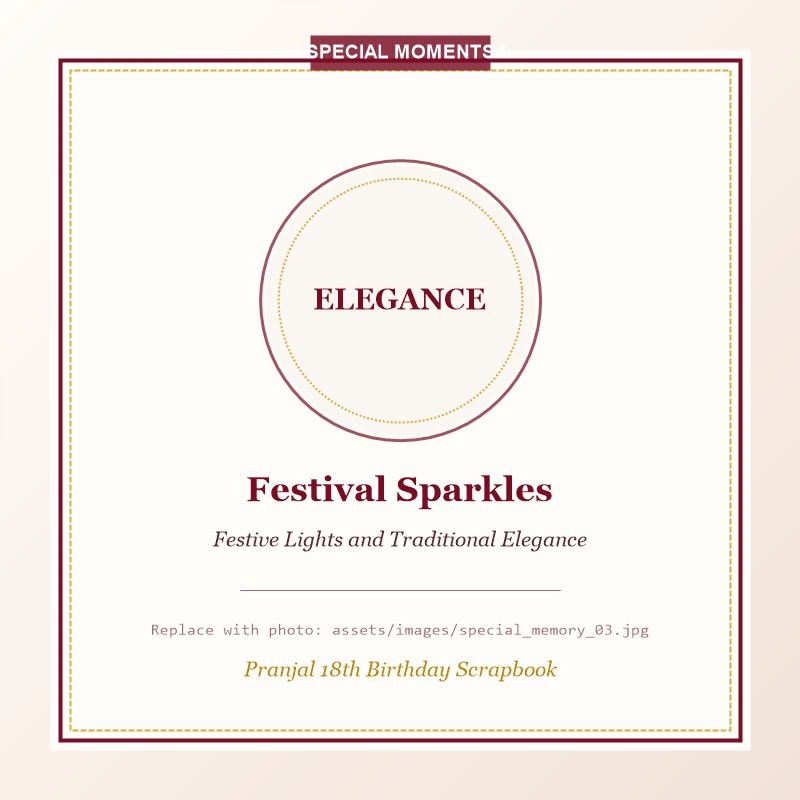 SPECIAL MOMENTS
ELEGANCE
Festival Sparkles
Festive Lights and Traditional Elegance
Replace with photo: assets/images/special_memory_03.jpg
Pranjal 18th Birthday Scrapbook